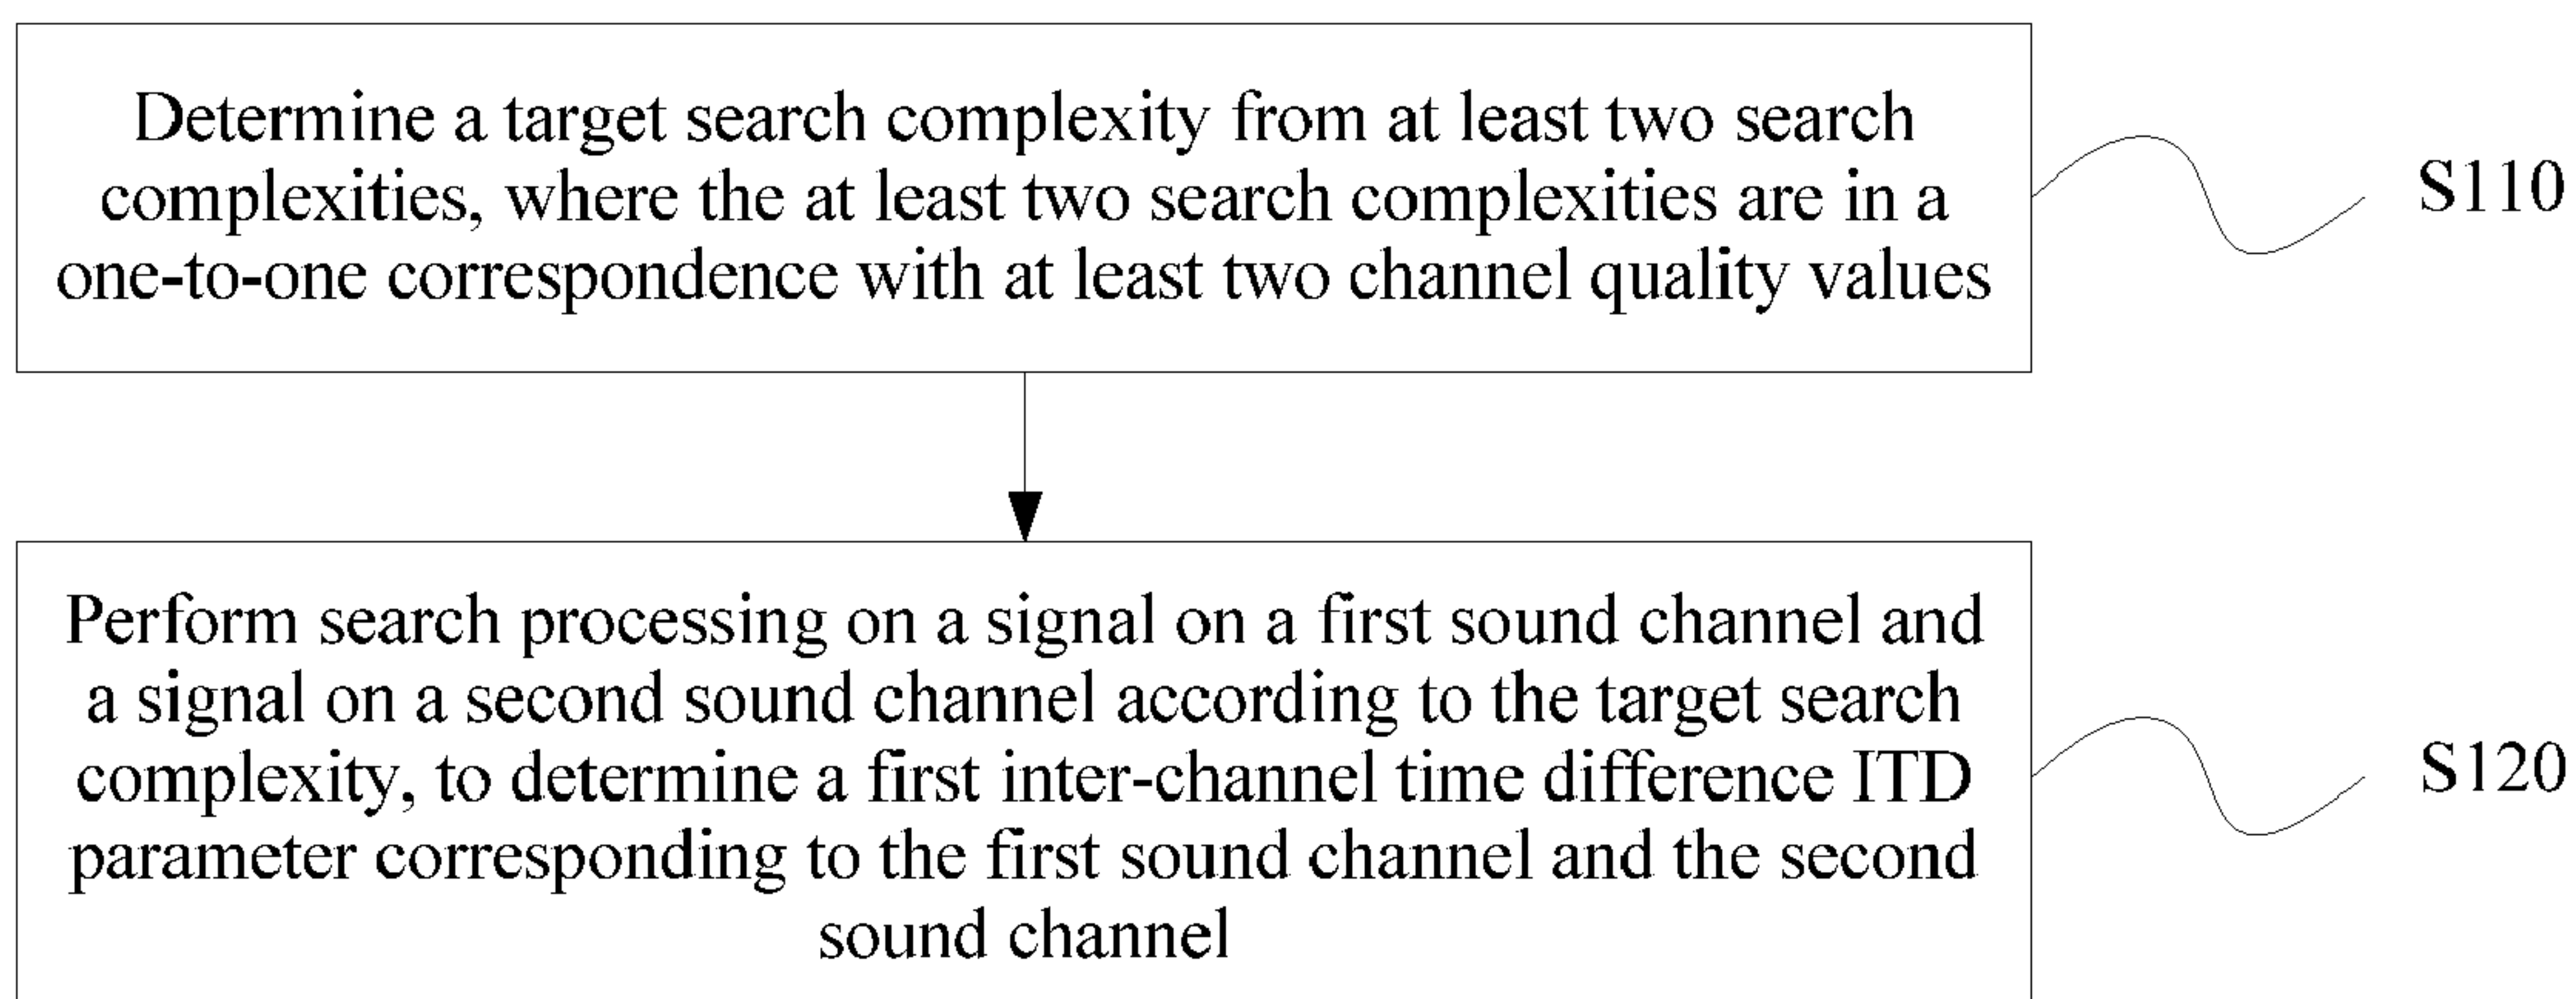 Determine a target search complexity from at least two search
complexities, where the at least two search complexities are in a
one-to-one correspondence with at least two channel quality values
S110
Perform search processing on a signal on a first sound channel and
a signal on a second sound channel according to the target search
complexity, to determine a first inter-channel time difference ITD
parameter corresponding to the first sound channel and the second
sound channel
S120